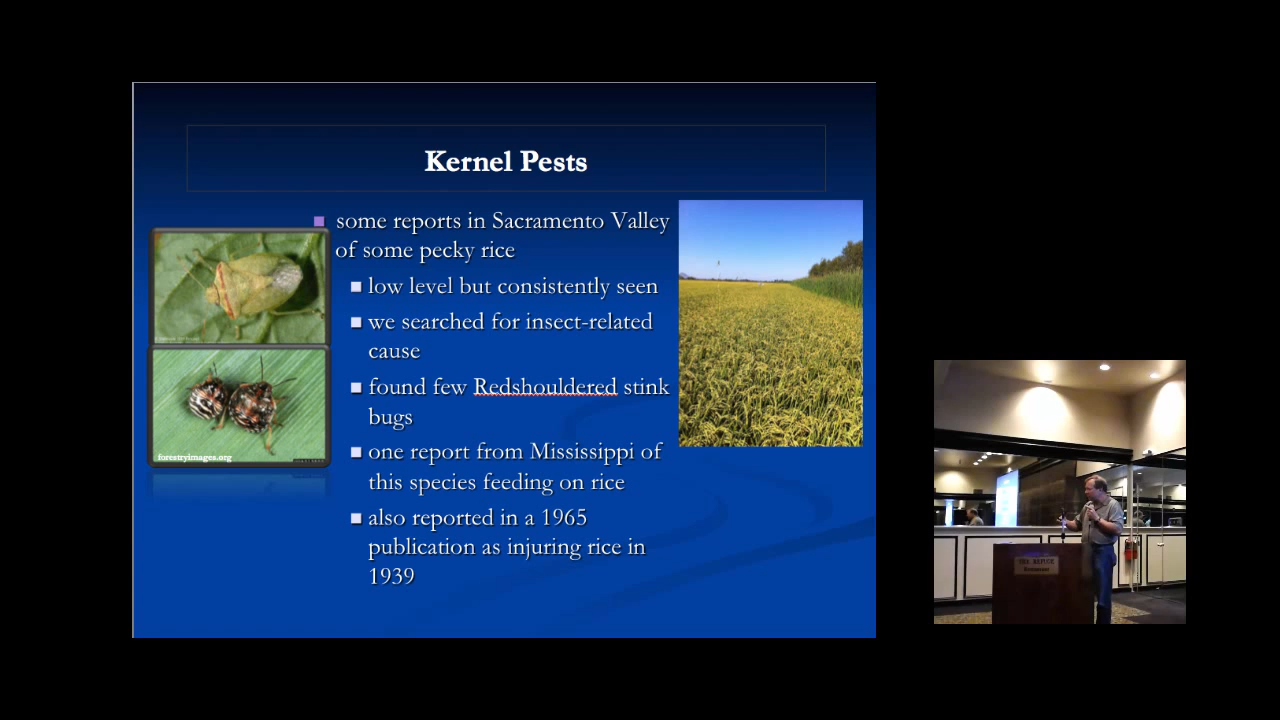 Kernel Pests
some reports in Sacramento Valley
of some pecky rice
low level but consistently seen
we searched for insect-related
cause
found few Redshouldered stink
bugs
one report from Mississippi of
this species feeding on rice
also reported in a 1965
publication as injuring rice in
1939
forestryimages.org